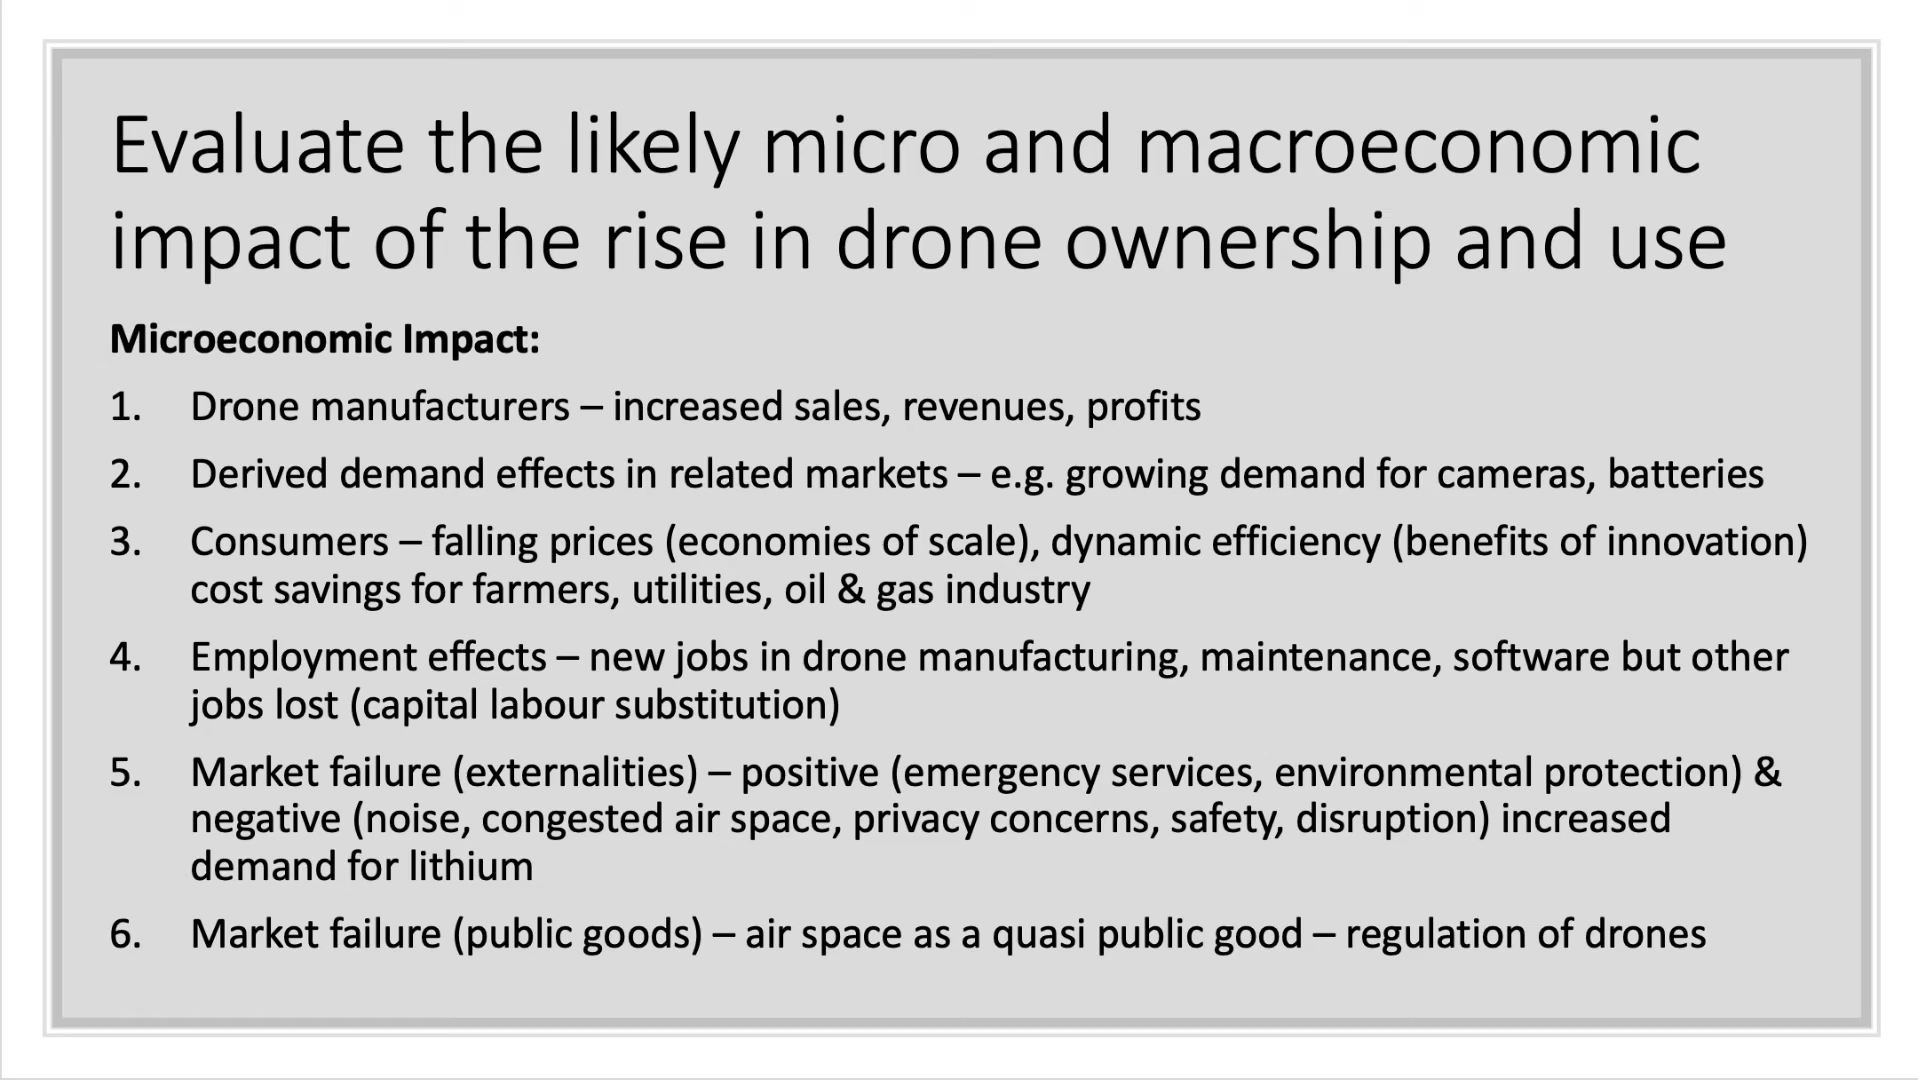 Evaluate the likely micro and macroeconomic
impact of the rise in drone ownership and use
Microeconomic Impact:
1. Drone manufacturers – increased sales, revenues, profits
2. Derived demand effects in related markets – e.g. growing demand for cameras, batteries
3. Consumers – falling prices (economies of scale), dynamic efficiency (benefits of innovation)
cost savings for farmers, utilities, oil & gas industry
4. Employment effects – new jobs in drone manufacturing, maintenance, software but other
jobs lost (capital labour substitution)
5. Market failure (externalities) – positive (emergency services, environmental protection) &
negative (noise, congested air space, privacy concerns, safety, disruption) increased
demand for lithium
6. Market failure (public goods) – air space as a quasi public good – regulation of drones